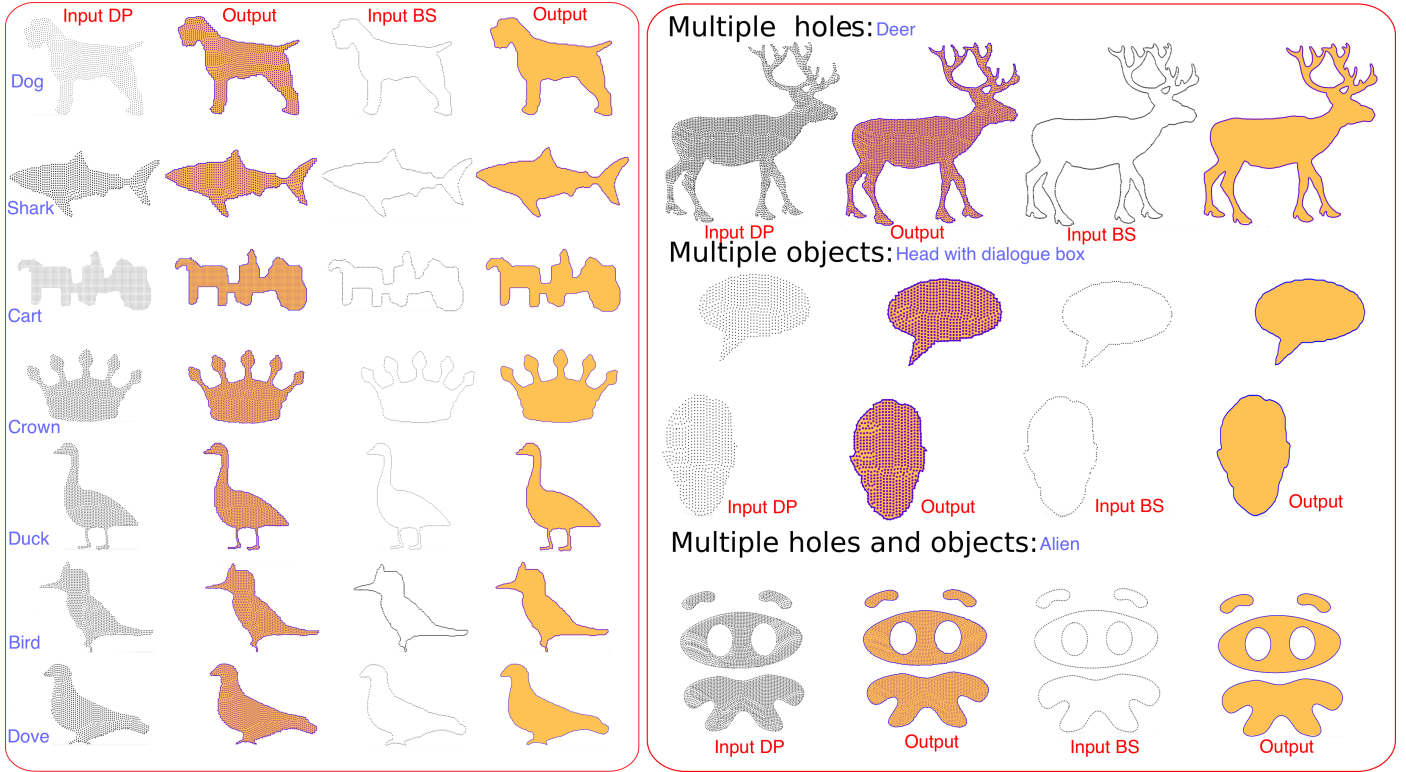 Input DP Output Input BS Output
Dog
Shark
Cart
Crown
Duck
Bird
Dove
Multiple holes: Deer
Input DP Output Input BS
Multiple objects: Head with dialogue box
Input DP Output Input BS Output
Multiple holes and objects: Alien
Input DP Output Input BS Output